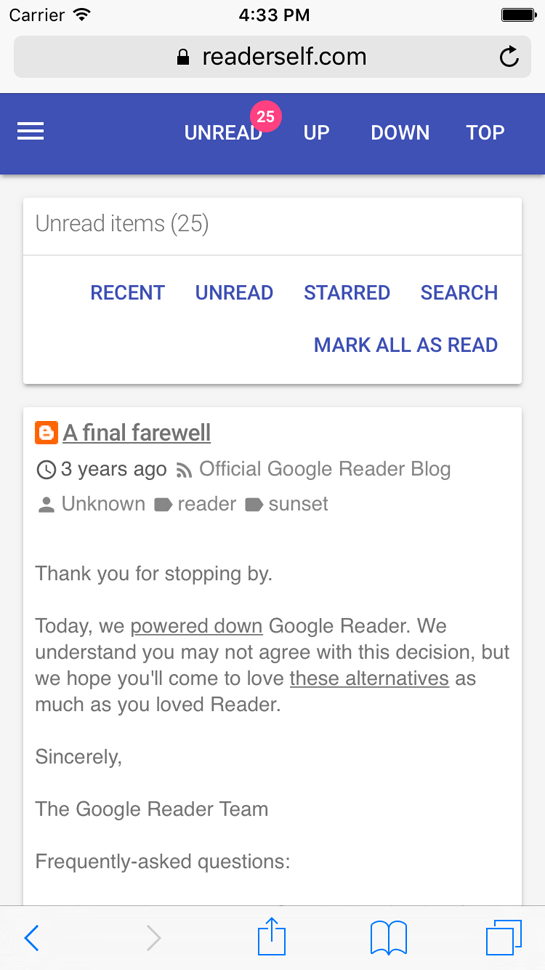 Carrier 4:33 PM
readerself.com
25
UNREAD UP DOWN TOP
Unread items (25)
RECENT UNREAD STARRED SEARCH
MARK ALL AS READ
A final farewell
3 years ago Official Google Reader Blog
Unknown reader sunset
Thank you for stopping by.
Today, we powered down Google Reader. We
understand you may not agree with this decision, but
we hope you'll come to love these alternatives as
much as you loved Reader.
Sincerely,
The Google Reader Team
Frequently-asked questions: